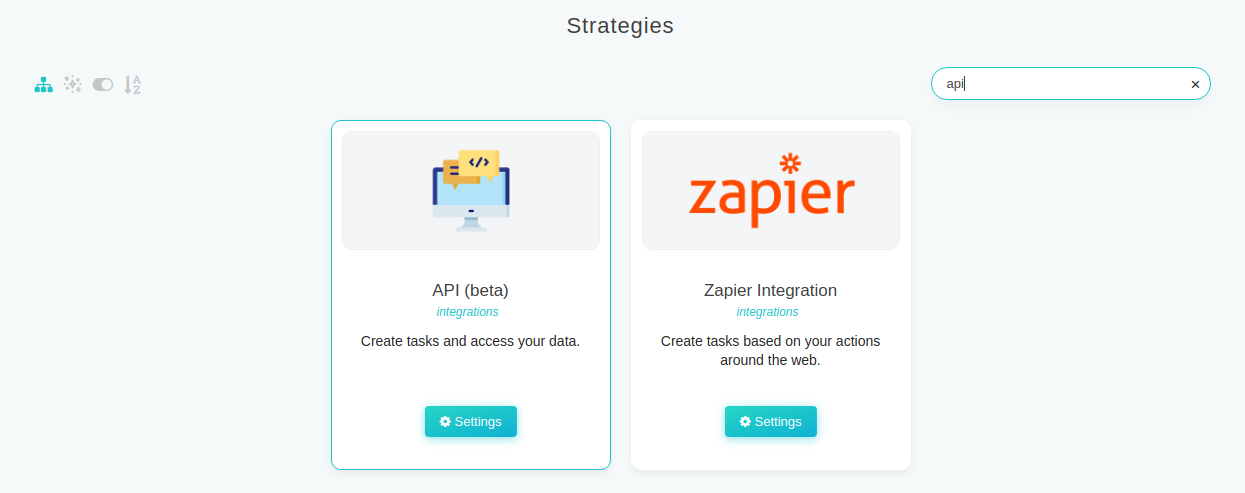 Strategies
api
API (beta)
integrations
Create tasks and access your data.
Settings
zapier
Zapier Integration
integrations
Create tasks based on your actions
around the web.
Settings